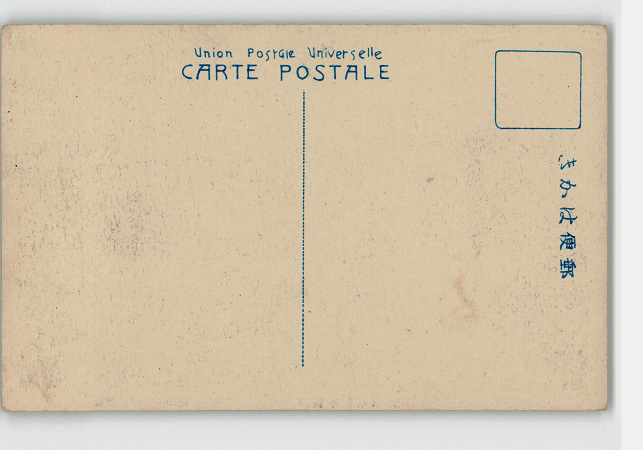 Union Postale Universelle
CARTE POSTALE
きかは便郵